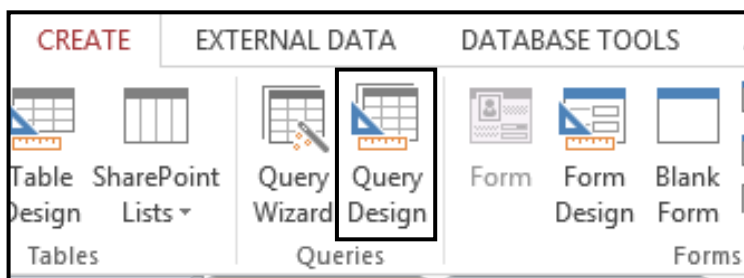 CREATE EXTERNAL DATA DATABASE TOOLS
Table SharePoint Query Query Form Form Blank
Design Lists Wizard Design Design Form
Tables Queries Forms